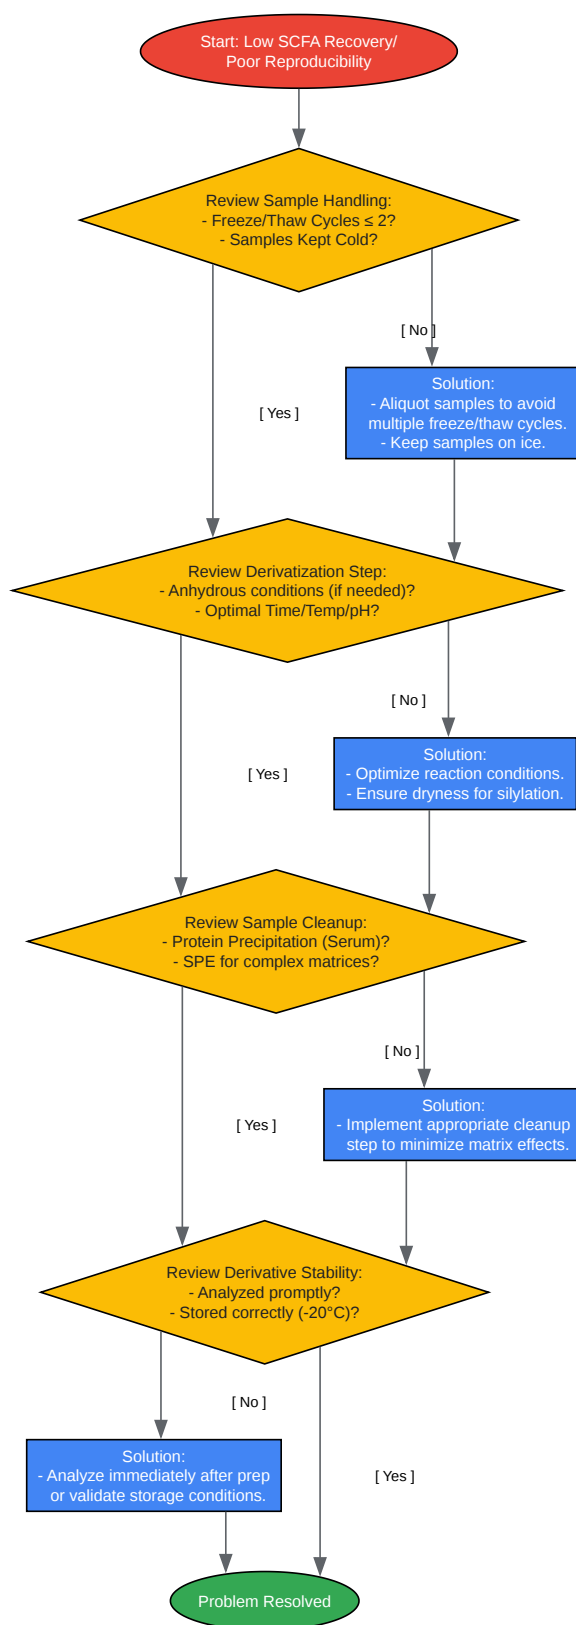 Start: Low SCFA Recovery/
Poor Reproducibility
Review Sample Handling:
- Freeze/Thaw Cycles ≤ 2?
- Samples Kept Cold?
[ No ]
Solution:
- Aliquot samples to avoid
multiple freeze/thaw cycles.
- Keep samples on ice.
[ Yes ]
Review Derivatization Step:
- Anhydrous conditions (if needed)?
- Optimal Time/Temp/pH?
[ No ]
Solution:
- Optimize reaction conditions.
- Ensure dryness for silylation.
[ Yes ]
Review Sample Cleanup:
- Protein Precipitation (Serum)?
- SPE for complex matrices?
[ No ]
Solution:
- Implement appropriate cleanup
step to minimize matrix effects.
[ Yes ]
Review Derivative Stability:
- Analyzed promptly?
- Stored correctly (-20°C)?
[ No ]
Solution:
- Analyze immediately after prep
or validate storage conditions.
[ Yes ]
Problem Resolved